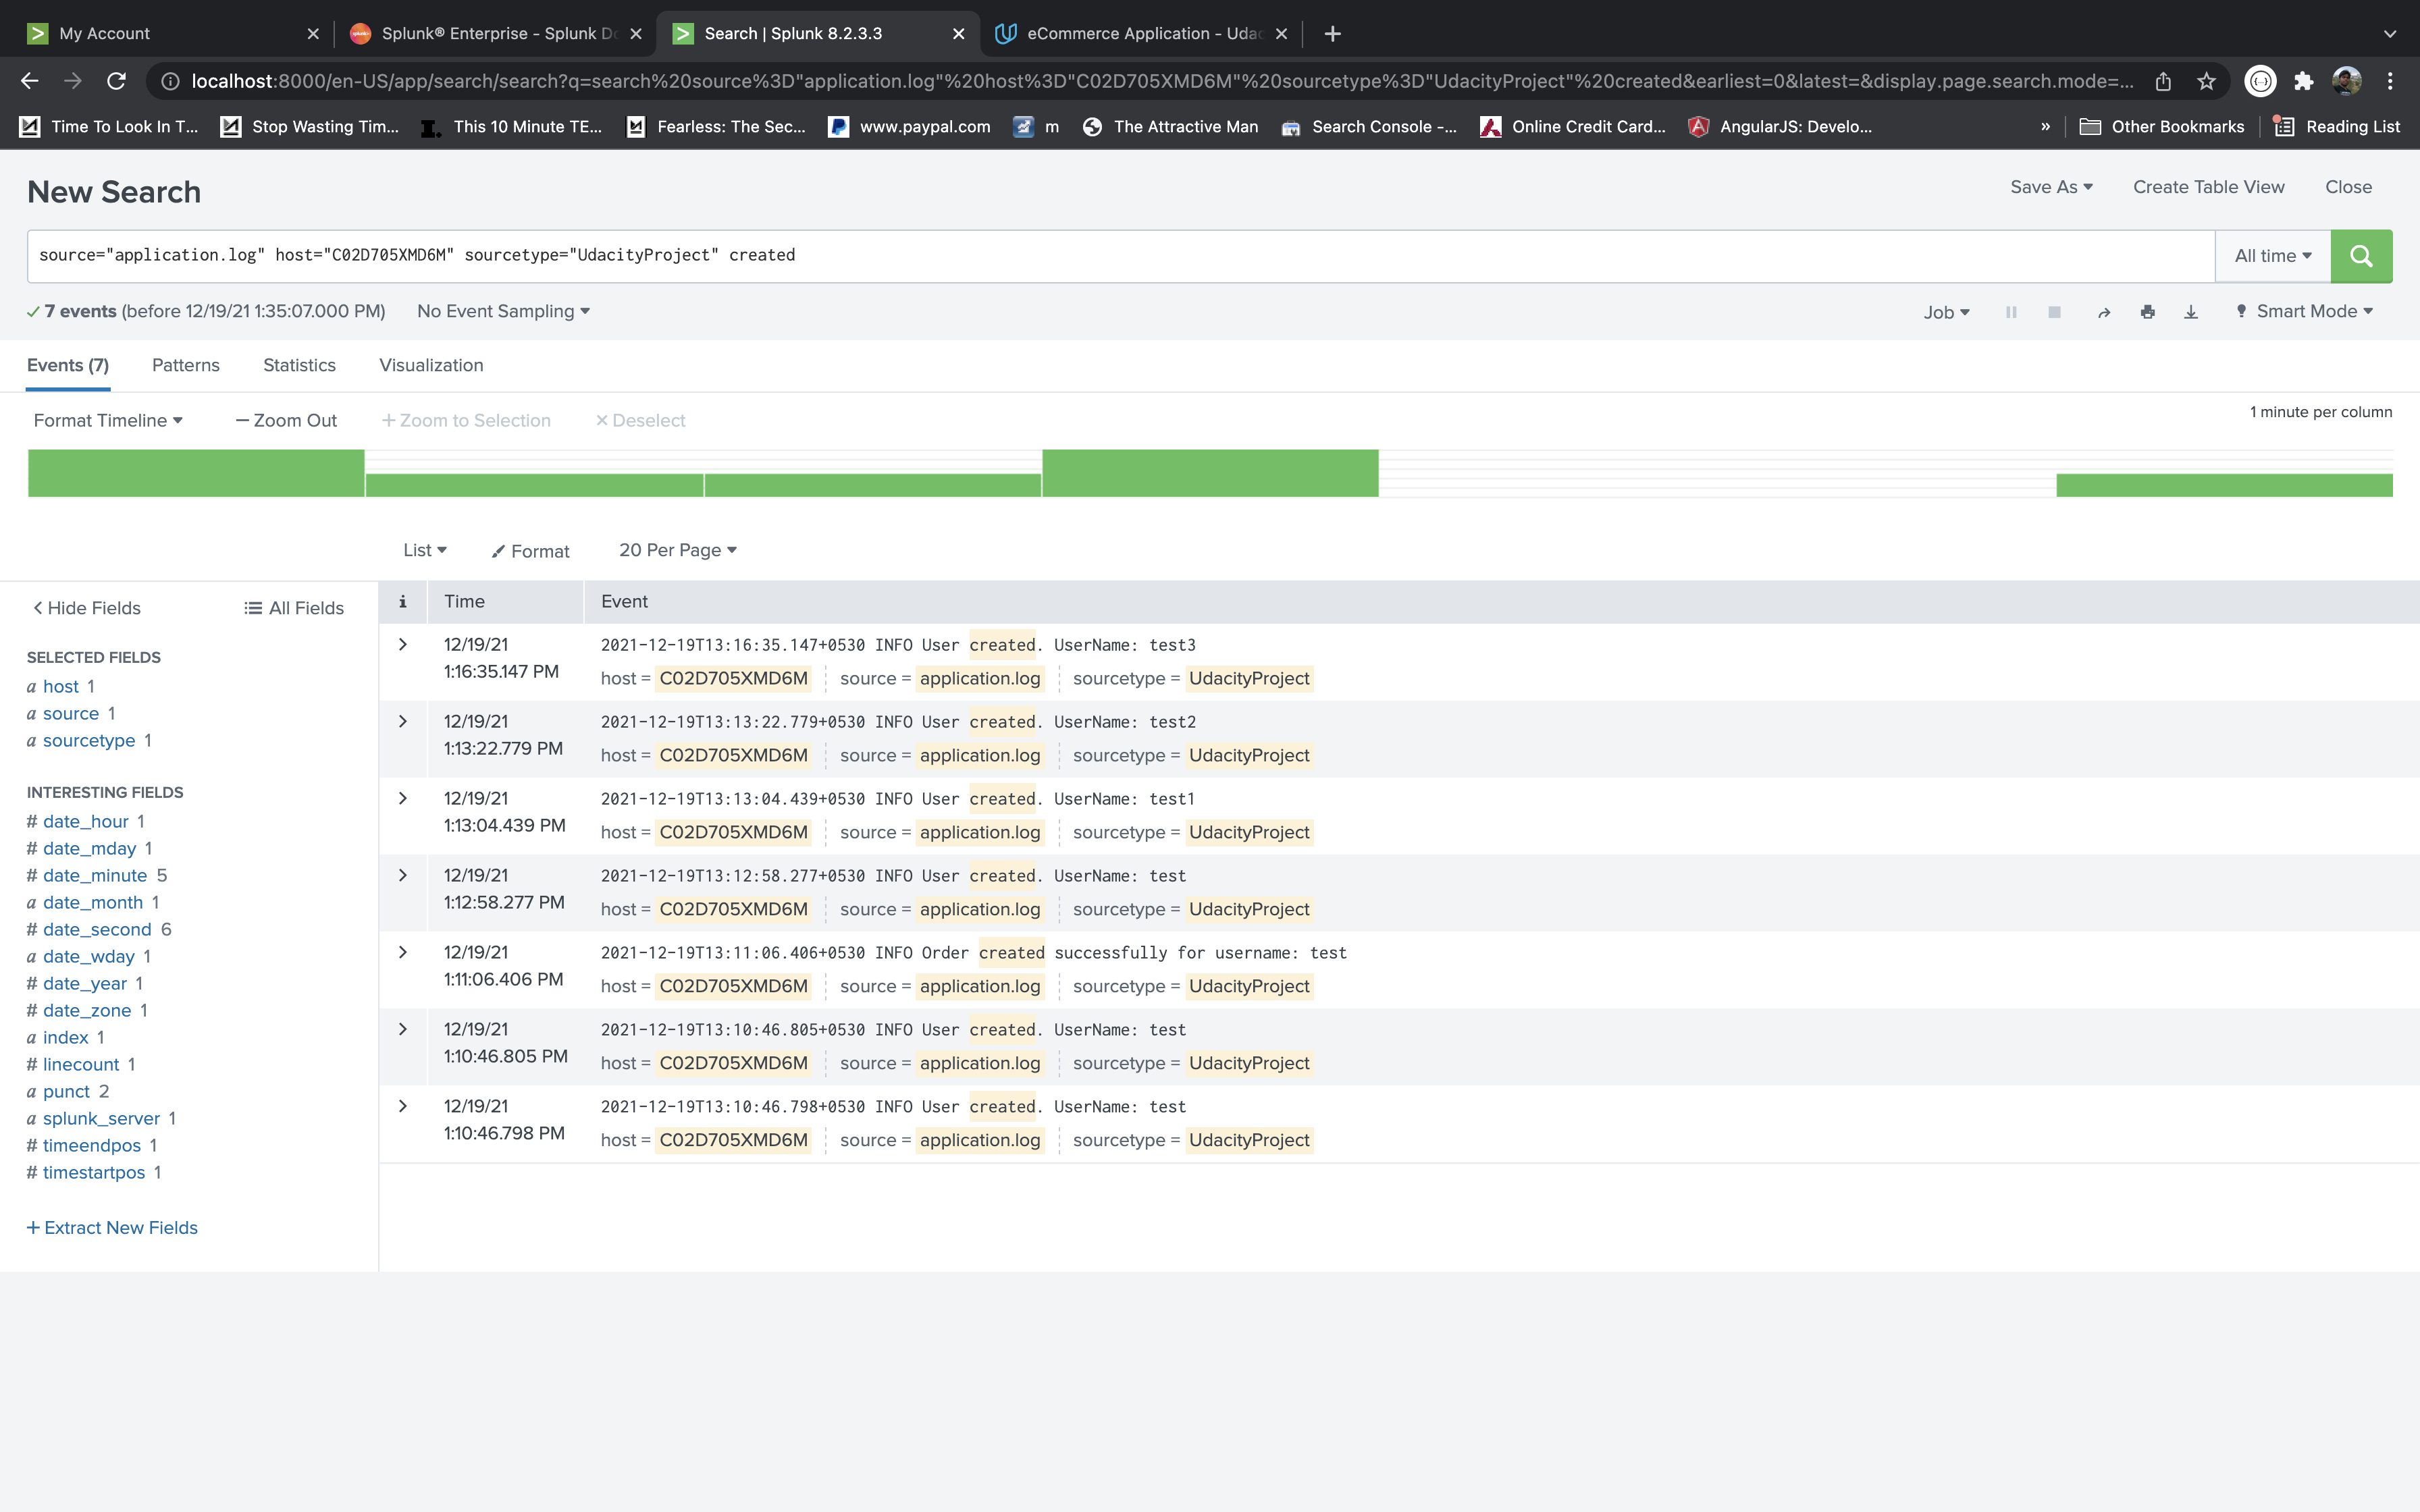 My Account
Splunk® Enterprise - Splunk Do
Search | Splunk 8.2.3.3
eCommerce Application - Udac
localhost:8000/en-US/app/search/search?q=search%20source%3D"application.log"%20host%3D"C02D705XMD6M"%20sourcetype%3D"UdacityProject"%20created&earliest=0&latest=&display.page.search.mode=...
Time To Look In T... Stop Wasting Tim... This 10 Minute TE... Fearless: The Sec... www.paypal.com m The Attractive Man Search Console -... Online Credit Card... AngularJS: Develo... » Other Bookmarks Reading List
New Search
Save As Create Table View Close
source="application.log" host="C02D705XMD6M" sourcetype="UdacityProject" created
All time
7 events (before 12/19/21 1:35:07.000 PM) No Event Sampling
Job Smart Mode
Events (7) Patterns Statistics Visualization
Format Timeline — Zoom Out + Zoom to Selection × Deselect
1 minute per column
List Format 20 Per Page
< Hide Fields All Fields
SELECTED FIELDS
a host 1
a source 1
a sourcetype 1
INTERESTING FIELDS
# date_hour 1
# date_mday 1
# date_minute 5
a date_month 1
# date_second 6
a date_wday 1
# date_year 1
# date_zone 1
a index 1
# linecount 1
a punct 2
a splunk_server 1
# timeendpos 1
# timestartpos 1
+ Extract New Fields
i Time Event
> 12/19/21 2021-12-19T13:16:35.147+0530 INFO User created. UserName: test3
1:16:35.147 PM host = C02D705XMD6M source = application.log sourcetype = UdacityProject
> 12/19/21 2021-12-19T13:13:22.779+0530 INFO User created. UserName: test2
1:13:22.779 PM host = C02D705XMD6M source = application.log sourcetype = UdacityProject
> 12/19/21 2021-12-19T13:13:04.439+0530 INFO User created. UserName: test1
1:13:04.439 PM host = C02D705XMD6M source = application.log sourcetype = UdacityProject
> 12/19/21 2021-12-19T13:12:58.277+0530 INFO User created. UserName: test
1:12:58.277 PM host = C02D705XMD6M source = application.log sourcetype = UdacityProject
> 12/19/21 2021-12-19T13:11:06.406+0530 INFO Order created successfully for username: test
1:11:06.406 PM host = C02D705XMD6M source = application.log sourcetype = UdacityProject
> 12/19/21 2021-12-19T13:10:46.805+0530 INFO User created. UserName: test
1:10:46.805 PM host = C02D705XMD6M source = application.log sourcetype = UdacityProject
> 12/19/21 2021-12-19T13:10:46.798+0530 INFO User created. UserName: test
1:10:46.798 PM host = C02D705XMD6M source = application.log sourcetype = UdacityProject